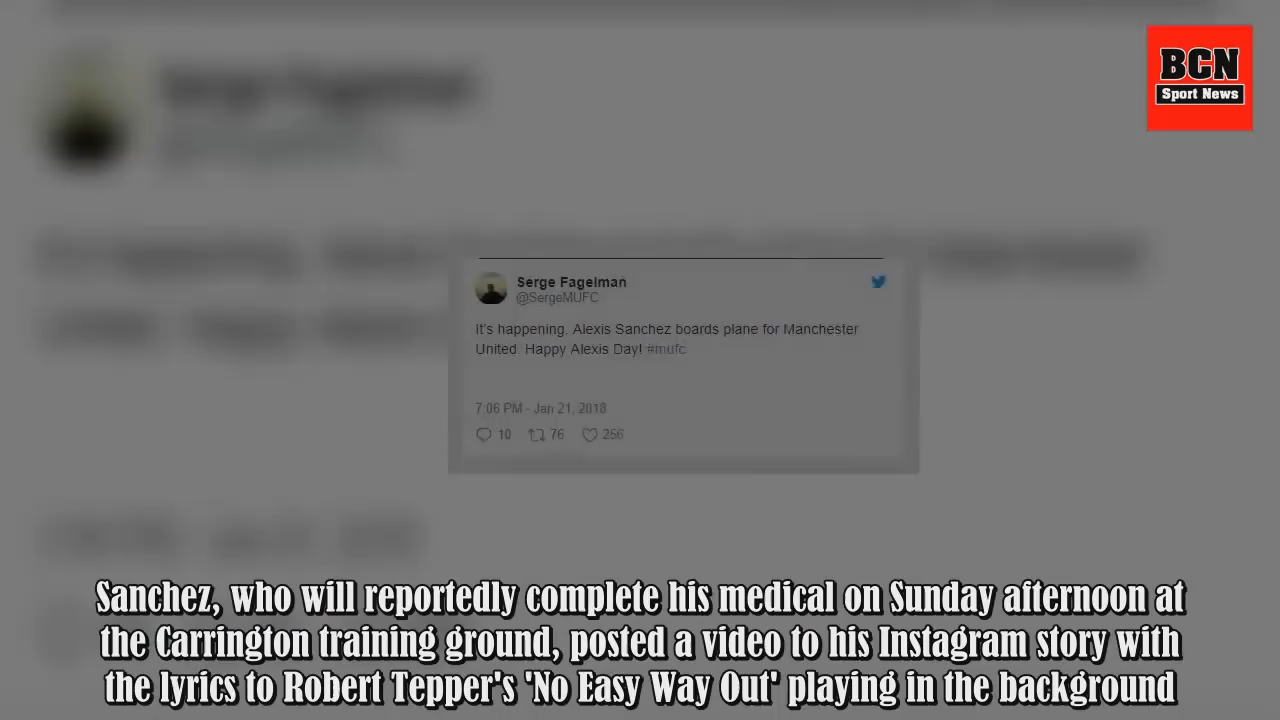 BCN
Sport News
Serge Fagelman
@SergeMUFC
It's happening. Alexis Sanchez boards plane for Manchester
United. Happy Alexis Day! #mufc
7:06 PM - Jan 21, 2018
10 76 256
Sanchez, who will reportedly complete his medical on Sunday afternoon at
the Carrington training ground, posted a video to his Instagram story with
the lyrics to Robert Tepper's 'No Easy Way Out' playing in the background